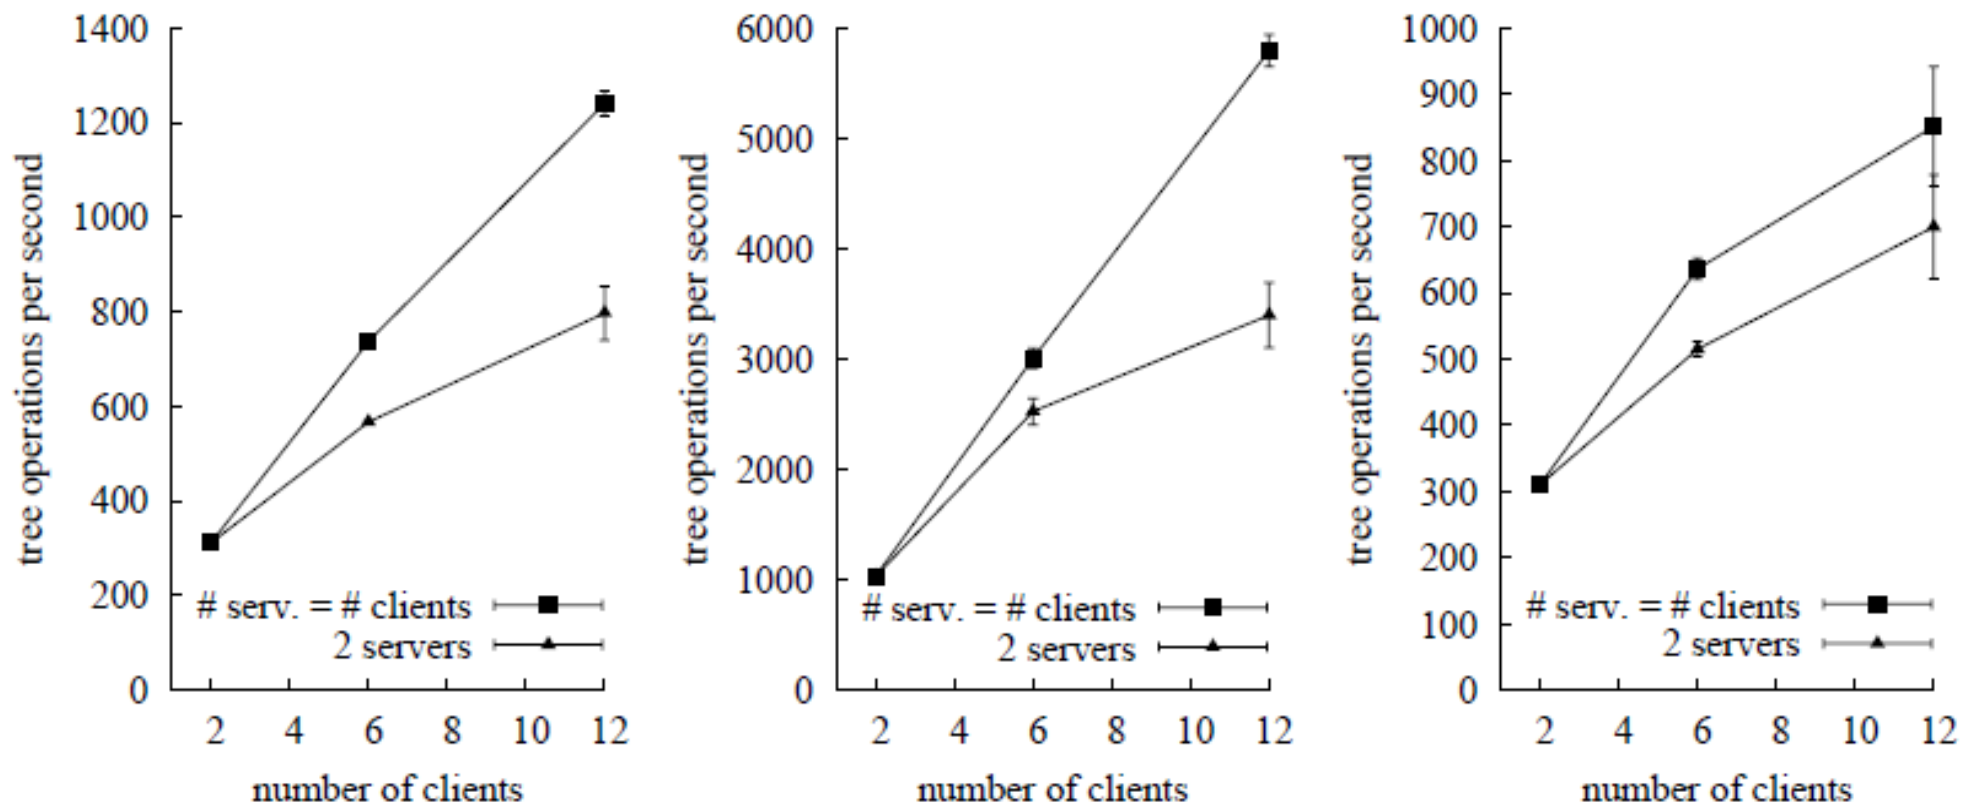 tree operations per second
1400
1200
1000
800
600
400
200
0
# serv. = # clients
2 servers
2 4 6 8 10 12
number of clients
tree operations per second
6000
5000
4000
3000
2000
1000
0
# serv. = # clients
2 servers
2 4 6 8 10 12
number of clients
tree operations per second
1000
900
800
700
600
500
400
300
200
100
0
# serv. = # clients
2 servers
2 4 6 8 10 12
number of clients